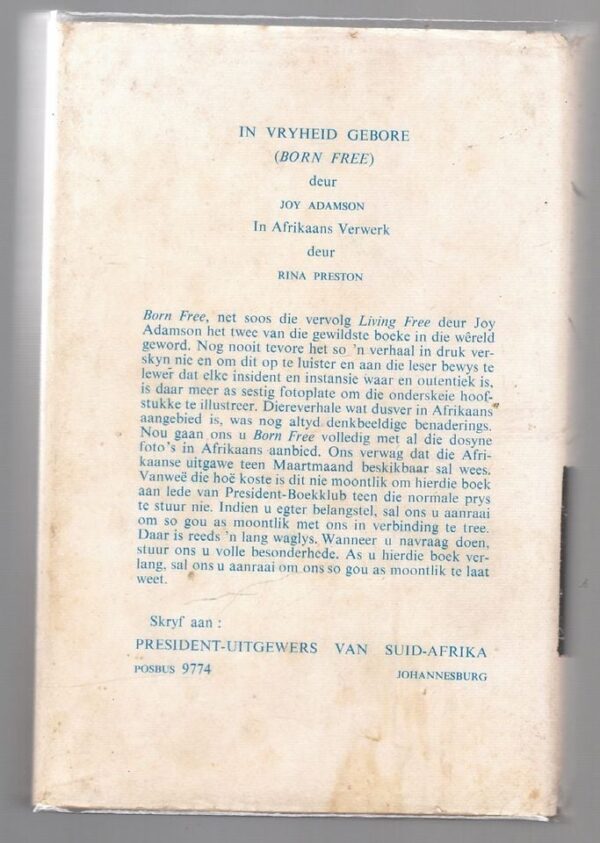 IN VRYHEID GEBORE
(BORN FREE)
deur
JOY ADAMSON
In Afrikaans Verwerk
deur
RINA PRESTON
Born Free, net soos die vervolg Living Free deur Joy
Adamson het twee van die gewildste boeke in die wêreld
geword. Nog nooit tevore het so 'n verhaal in druk ver-
skyn nie en om dit op te luister en aan die leser bewys te
lewer dat elke insident en instansie waar en outentiek is,
is daar meer as sestig fotoplate om die onderskeie hoof-
stukke te illustreer. Diereverhale wat dusver in Afrikaans
aangebied is, was nog altyd denkbeeldige benaderings.
Nou gaan ons u Born Free volledig met al die dosyne
foto's in Afrikaans aanbied. Ons verwag dat die Afri-
kaanse uitgawe teen Maartmaand beskikbaar sal wees.
Vanweë die hoë koste is dit nie moontlik om hierdie boek
aan lede van President-Boekklub teen die normale prys
te stuur nie. Indien u egter belangstel, sal ons u aanraai
om so gou as moontlik met ons in verbinding te tree.
Daar is reeds 'n lang waglys. Wanneer u navraag doen,
stuur ons u volle besonderhede. As u hierdie boek ver-
lang, sal ons u aanraai om ons so gou as moontlik te laat
weet.
Skryf aan :
PRESIDENT-UITGEWERS VAN SUID-AFRIKA
POSBUS 9774 JOHANNESBURG